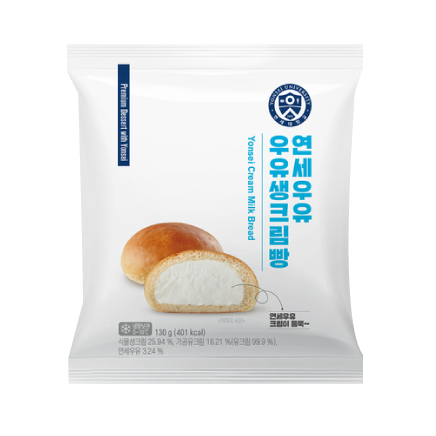 Premium Dessert with Yonsei
YONSEI UNIVERSITY
연세우유
우유생크림빵
Yonsei Cream Milk Bread
연세우유
크림이 듬뿍~
130 g (401 kcal)
식물성크림 25.94 %, 가공유크림 18.21 %(유크림 99.9 %),
연세우유 3.24 %